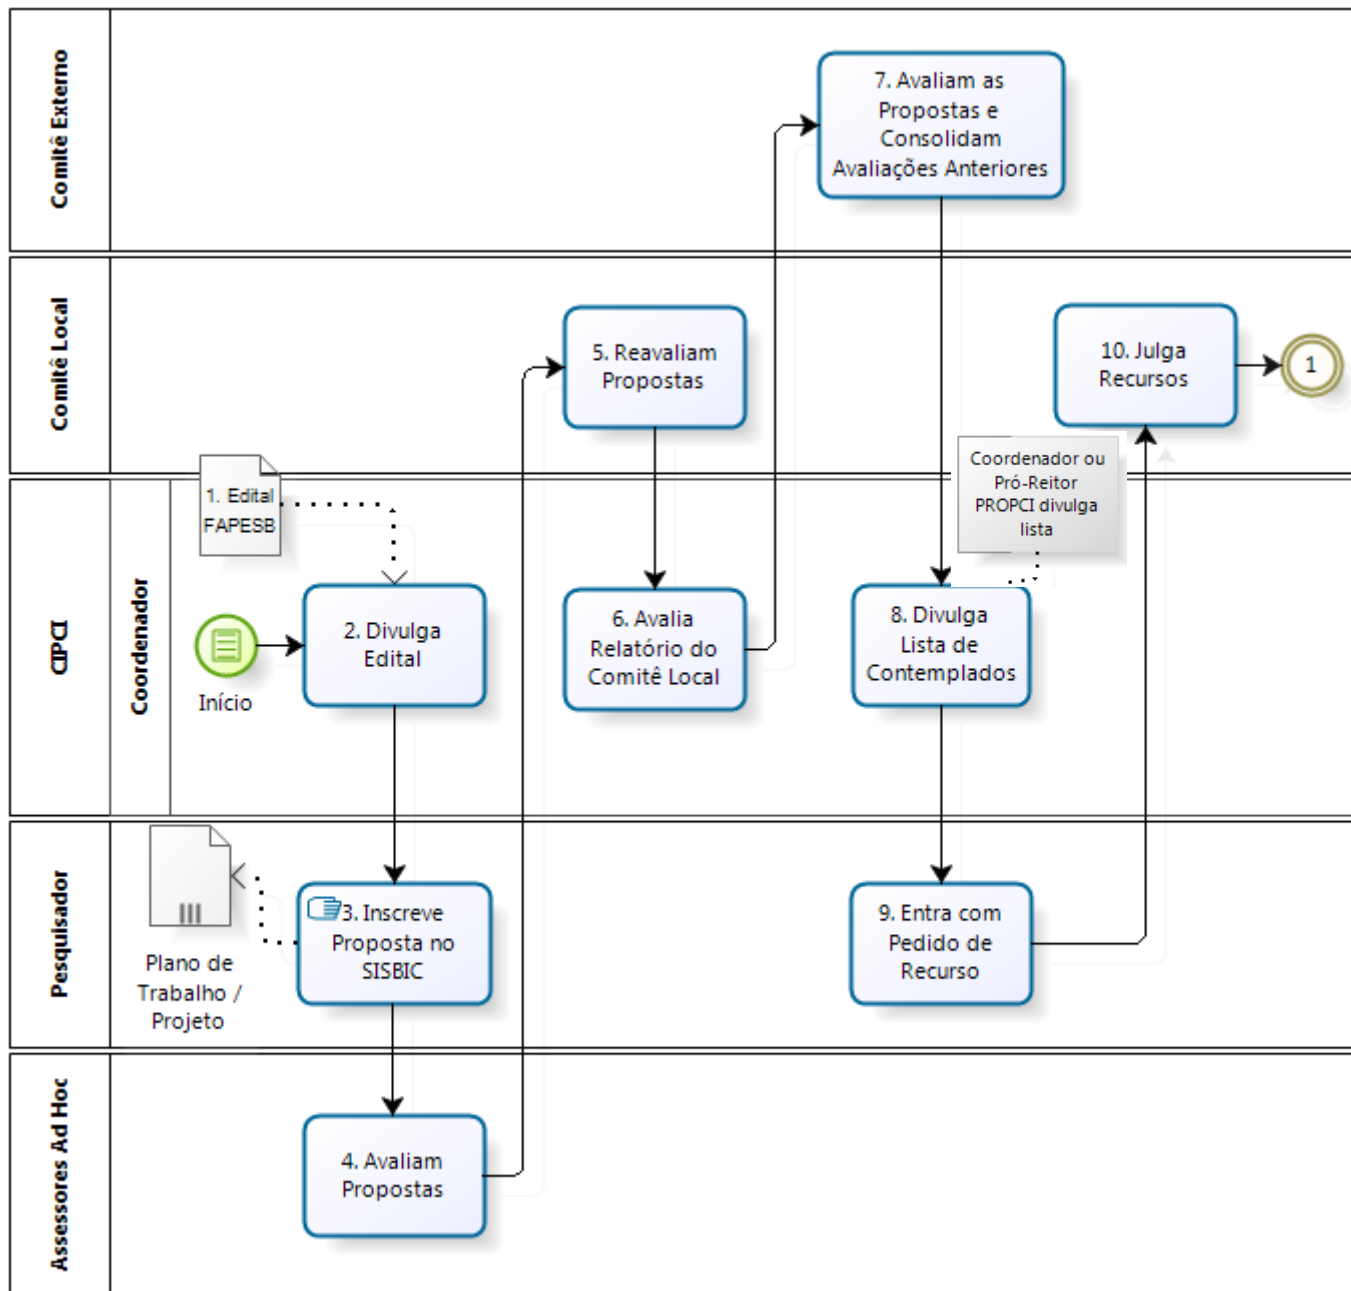 Comitê Externo
7. Avaliam as
Propostas e
Consolidam
Avaliações Anteriores
Comitê Local
5. Reavaliam
Propostas
10. Julga
Recursos
1
CIPCI
Coordenador
1. Edital
FAPESB
Início
2. Divulga
Edital
6. Avalia
Relatório do
Comitê Local
Coordenador ou
Pró-Reitor
PROPCI divulga
lista
8. Divulga
Lista de
Contemplados
Pesquisador
Plano de
Trabalho /
Projeto
3. Inscreve
Proposta no
SISBIC
9. Entra com
Pedido de
Recurso
Assessores Ad Hoc
4. Avaliam
Propostas